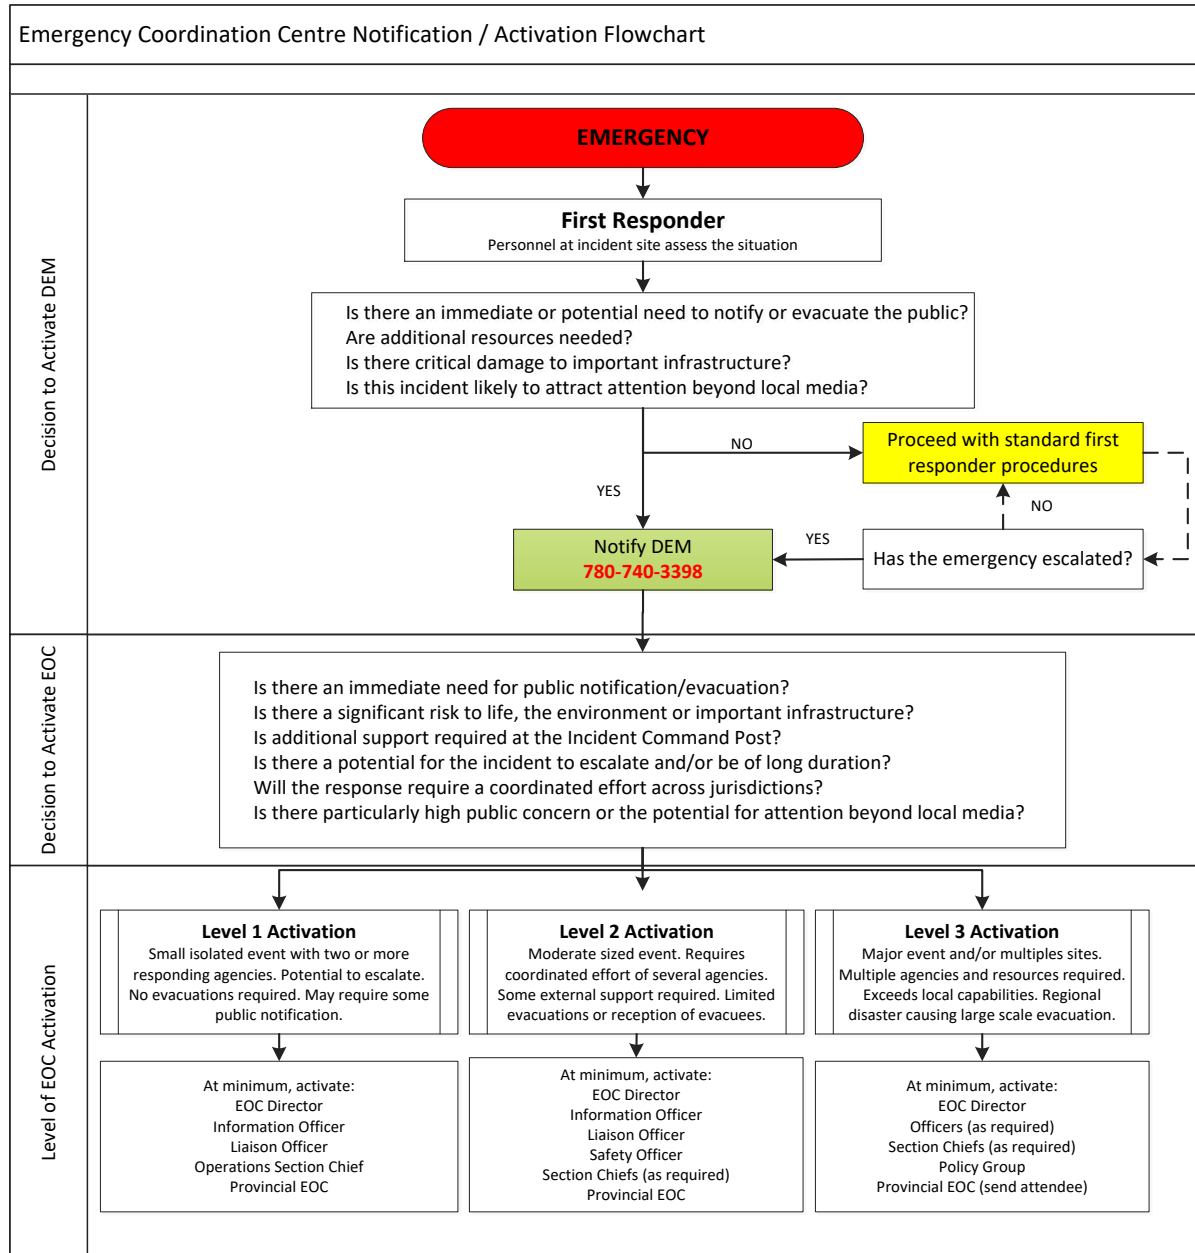 Emergency Coordination Centre Notification / Activation Flowchart
Decision to Activate DEM
EMERGENCY
First Responder
Personnel at incident site assess the situation
Is there an immediate or potential need to notify or evacuate the public?
Are additional resources needed?
Is there critical damage to important infrastructure?
Is this incident likely to attract attention beyond local media?
NO
Proceed with standard first
responder procedures
YES
NO
Notify DEM
780-740-3398
YES
Has the emergency escalated?
Decision to Activate EOC
Is there an immediate need for public notification/evacuation?
Is there a significant risk to life, the environment or important infrastructure?
Is additional support required at the Incident Command Post?
Is there a potential for the incident to escalate and/or be of long duration?
Will the response require a coordinated effort across jurisdictions?
Is there particularly high public concern or the potential for attention beyond local media?
Level of EOC Activation
Level 1 Activation
Small isolated event with two or more
responding agencies. Potential to escalate.
No evacuations required. May require some
public notification.
Level 2 Activation
Moderate sized event. Requires
coordinated effort of several agencies.
Some external support required. Limited
evacuations or reception of evacuees.
Level 3 Activation
Major event and/or multiples sites.
Multiple agencies and resources required.
Exceeds local capabilities. Regional
disaster causing large scale evacuation.
At minimum, activate:
EOC Director
Information Officer
Liaison Officer
Operations Section Chief
Provincial EOC
At minimum, activate:
EOC Director
Information Officer
Liaison Officer
Safety Officer
Section Chiefs (as required)
Provincial EOC
At minimum, activate:
EOC Director
Officers (as required)
Section Chiefs (as required)
Policy Group
Provincial EOC (send attendee)